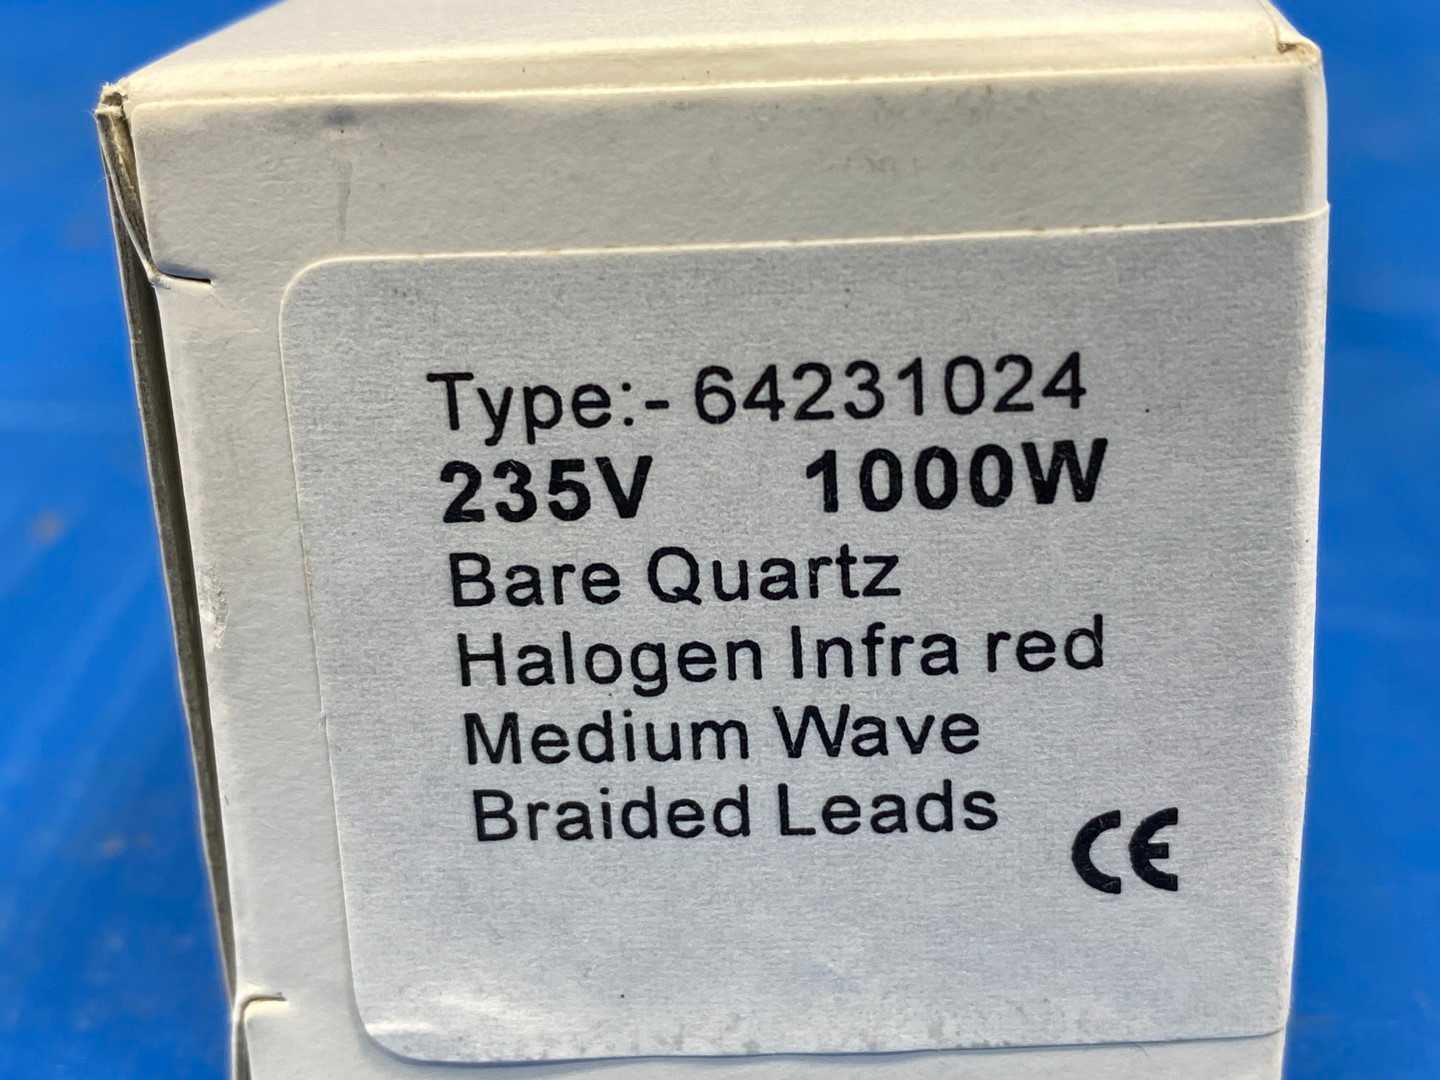 Type:- 64231024
235V 1000W
Bare Quartz
Halogen Infra red
Medium Wave
Braided Leads
CE